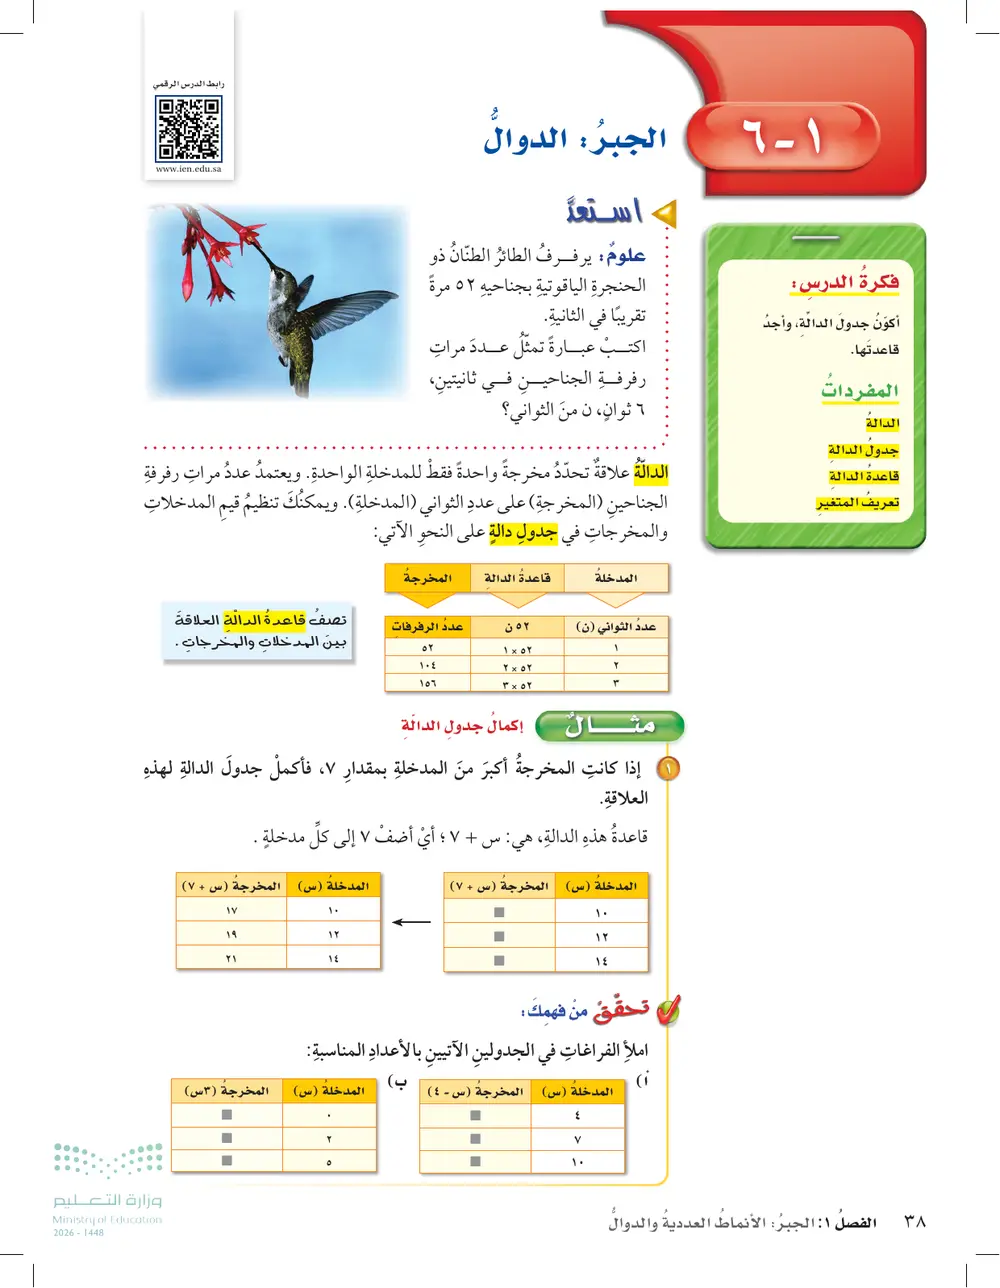 رابط الدرس الرقمي
www.ien.edu.sa
١-٦
الجبرُ: الدوالُّ
فكرةُ الدرسِ:
أكوّنُ جدولَ الدالّةِ، وأجدُ
قاعدتَها.
المفرداتُ
الدالةُ
جدولُ الدالةِ
قاعدةُ الدالةِ
تعريفُ المتغيرِ
استعدَّ
علومٌ: يرفرفُ الطائرُ الطنّانُ ذو
الحنجرةِ الياقوتيةِ بجناحيهِ ٥٢ مرةً
تقريبًا في الثانيةِ.
اكتبْ عبارةً تمثّلُ عددَ مراتِ
رفرفةِ الجناحينِ في ثانيتينِ،
٦ ثوانٍ، ن منَ الثواني؟
الدالّةُ علاقةٌ تحدّدُ مخرجةً واحدةً فقطْ للمدخلةِ الواحدةِ. ويعتمدُ عددُ مراتِ رفرفةِ
الجناحينِ (المخرجةِ) على عددِ الثواني (المدخلةِ). ويمكنُكَ تنظيمُ قيمِ المدخلاتِ
والمخرجاتِ في جدولِ دالةٍ على النحوِ الآتي:
المدخلةُ قاعدةُ الدالةِ المخرجةُ
عددُ الثواني (ن) ٥٢ ن عددُ الرفرفاتِ
١ ٥٢ × ١ ٥٢
٢ ٥٢ × ٢ ١٠٤
٣ ٥٢ × ٣ ١٥٦
تصفُ قاعدةُ الدالّةِ العلاقةَ
بينَ المدخلاتِ والمخرجاتِ.
مثالٌ
إكمالُ جدولِ الدالّةِ
١ إذا كانتِ المخرجةُ أكبرَ منَ المدخلةِ بمقدارِ ٧، فأكملْ جدولَ الدالةِ لهذهِ
العلاقةِ.
قاعدةُ هذهِ الدالةِ، هي: س + ٧ ؛ أيْ أضفْ ٧ إلى كلِّ مدخلةٍ .
المدخلةُ (س) المخرجةُ (س + ٧)
١٠ ■
١٢ ■
١٤ ■
المدخلةُ (س) المخرجةُ (س + ٧)
١٠ ١٧
١٢ ١٩
١٤ ٢١
تحقّقْ منْ فهمِكَ:
املأِ الفراغاتِ في الجدولينِ الآتيينِ بالأعدادِ المناسبةِ:
أ)
المدخلةُ (س) المخرجةُ (س - ٤)
٤ ■
٧ ■
١٠ ■
ب)
المدخلةُ (س) المخرجةُ (٣س)
٠ ■
٢ ■
٥ ■
وزارة التعليم
Ministry of Education
2026 - 1448
٣٨ الفصلُ ١: الجبرُ: الأنماطُ العدديةُ والدوالُّ